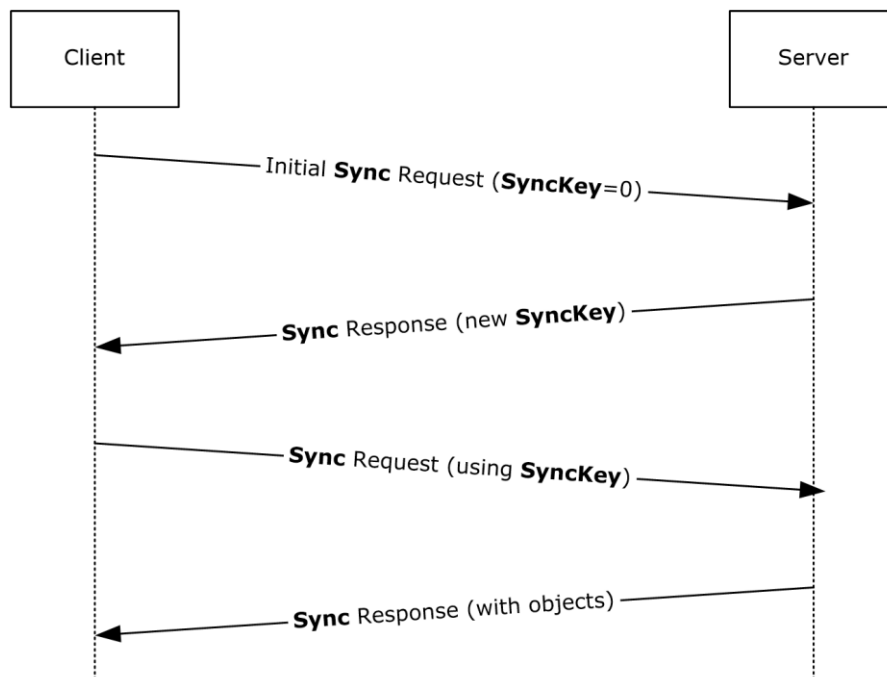 Client
Server
Initial Sync Request (SyncKey=0)
Sync Response (new SyncKey)
Sync Request (using SyncKey)
Sync Response (with objects)